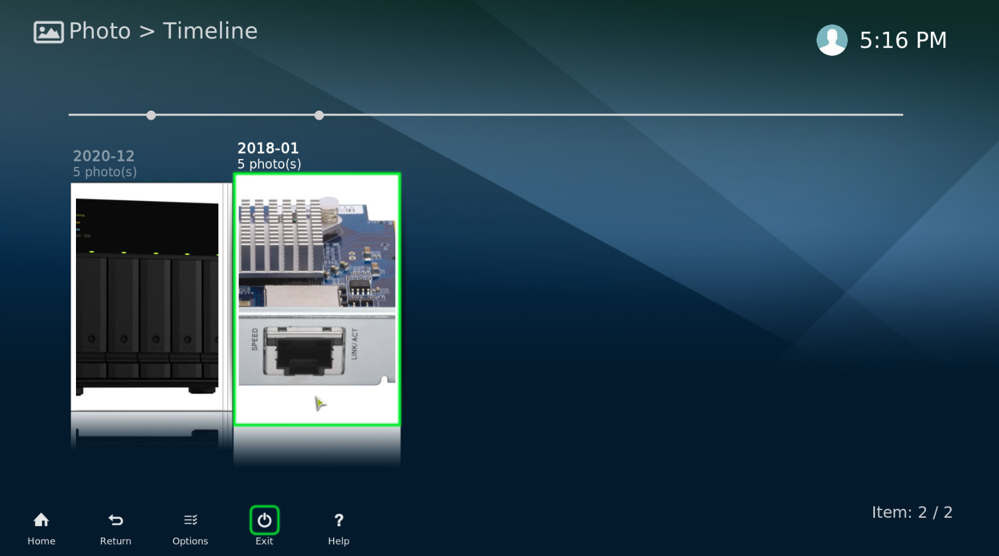 Photo > Timeline
5:16 PM
2020-12
5 photo(s)
2018-01
5 photo(s)
SPEED
LINK/ACT
Item: 2 / 2
Home
Return
Options
Exit
? Help